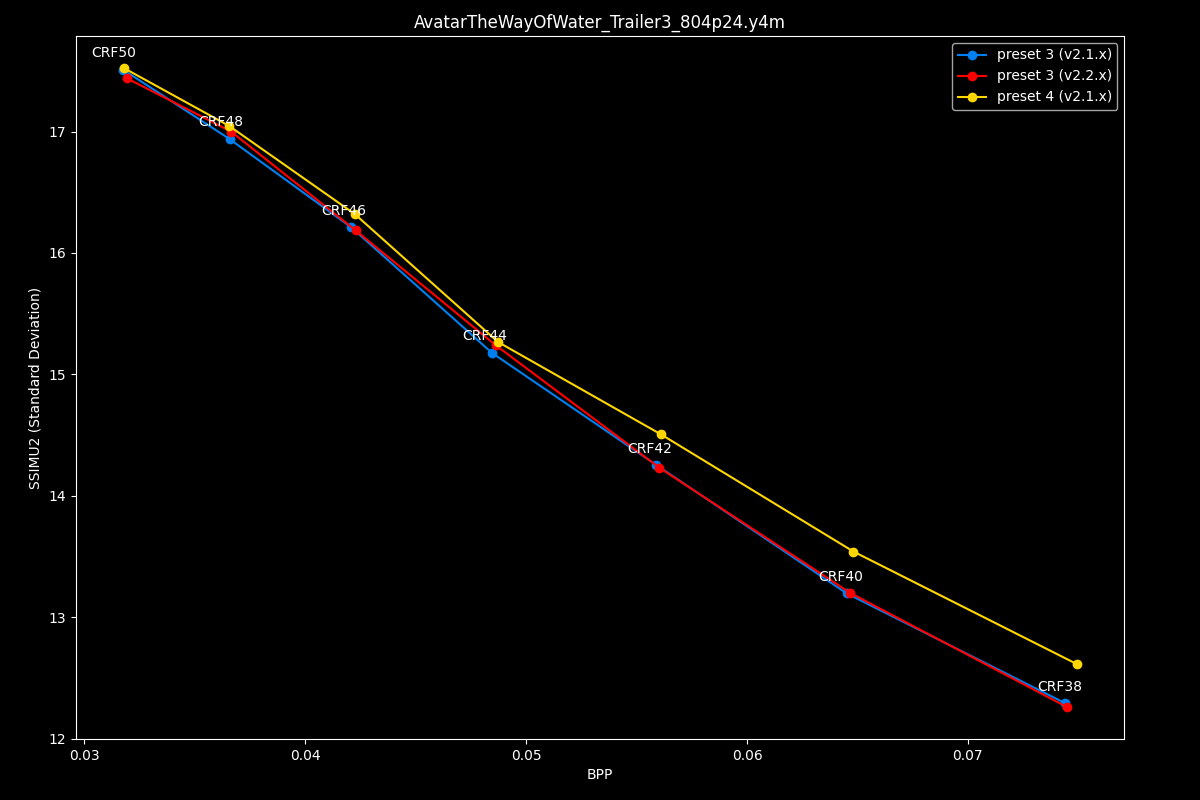 AvatarTheWayOfWater_Trailer3_804p24.y4m
preset 3 (v2.1.x)
preset 3 (v2.2.x)
preset 4 (v2.1.x)
CRF50
CRF48
CRF46
CRF44
CRF42
CRF40
CRF38
17
16
15
14
13
12
SSIMU2 (Standard Deviation)
0.03
0.04
0.05
0.06
0.07
BPP